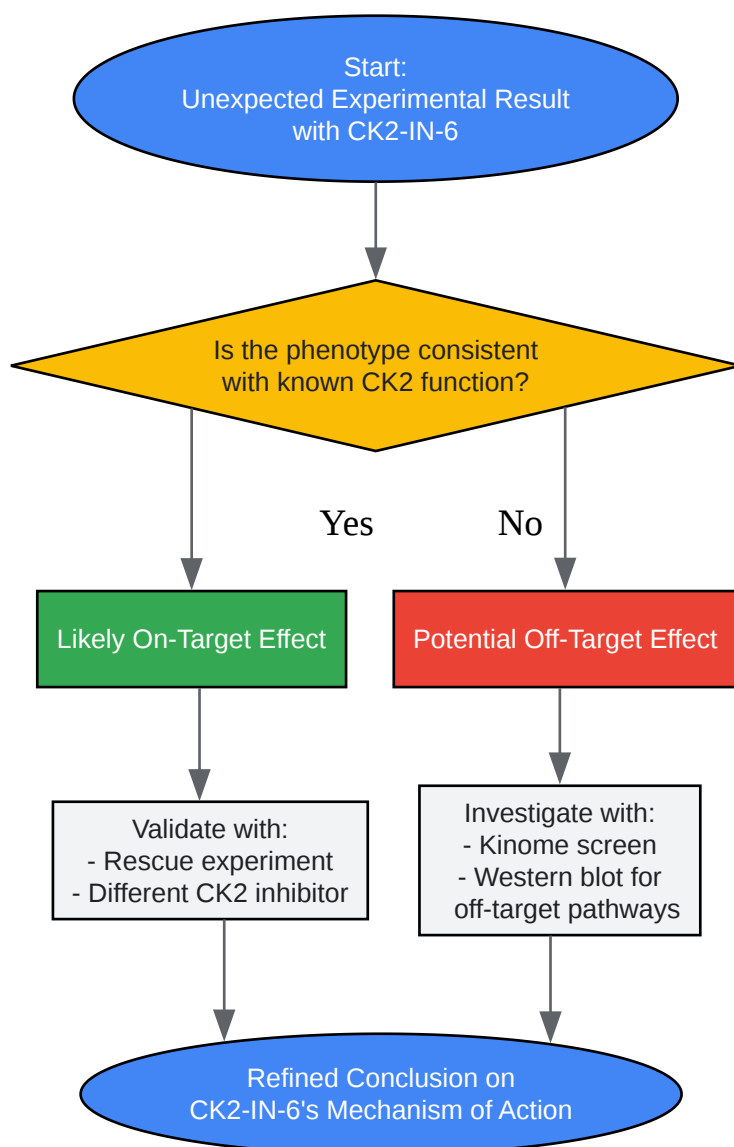 Start:
Unexpected Experimental Result
with CK2-IN-6
Is the phenotype consistent
with known CK2 function?
Yes
No
Likely On-Target Effect
Potential Off-Target Effect
Validate with:
- Rescue experiment
- Different CK2 inhibitor
Investigate with:
- Kinome screen
- Western blot for
off-target pathways
Refined Conclusion on
CK2-IN-6's Mechanism of Action